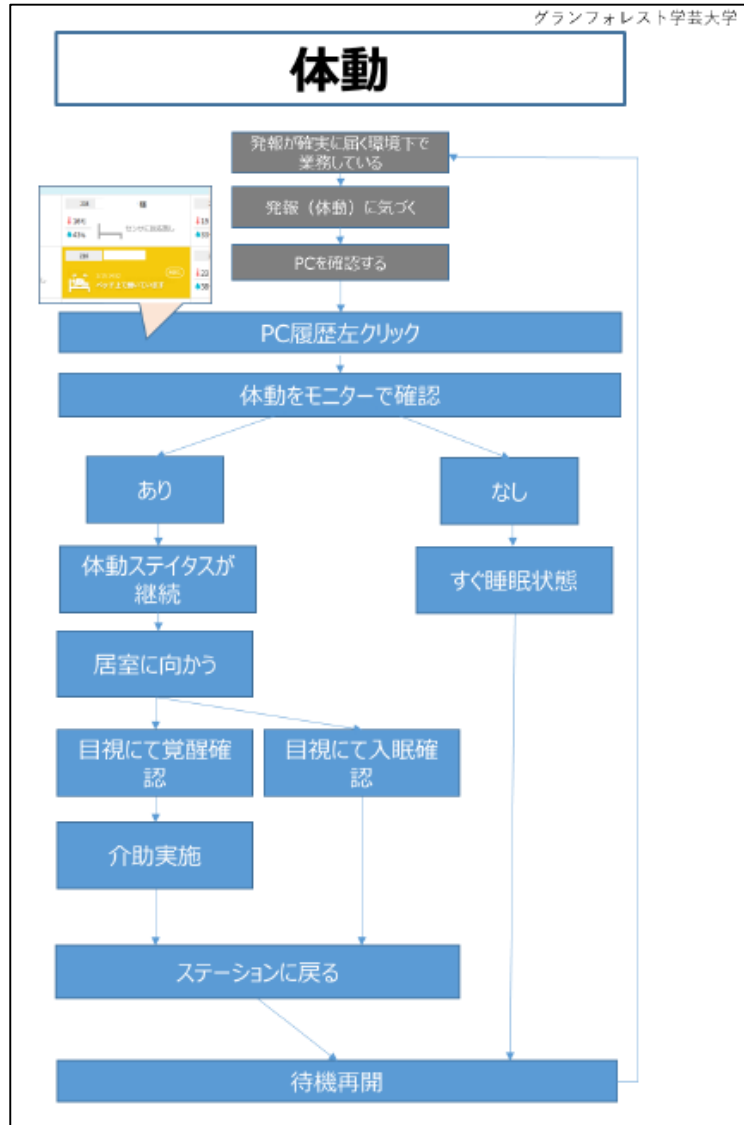 グランフォレスト学芸大学
体動
発報が確実に届く環境下で
業務している
発報（体動）に気づく
PCを確認する
PC履歴左クリック
体動をモニターで確認
あり
なし
体動ステイタスが
継続
すぐ睡眠状態
居室に向かう
目視にて覚醒確
認
目視にて入眠確
認
介助実施
ステーションに戻る
待機再開